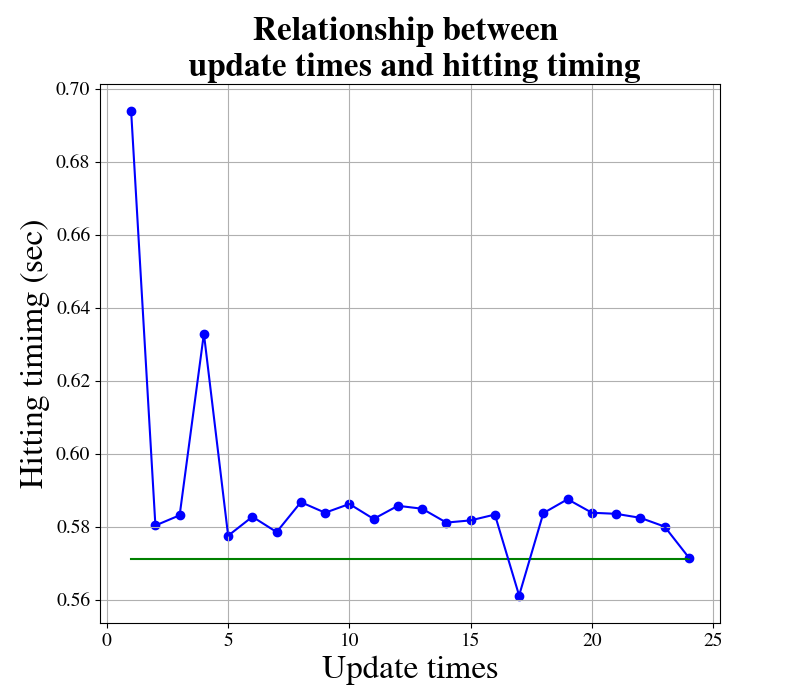 Relationship between
update times and hitting timing
0.70
0.68
0.66
0.64
0.62
0.60
0.58
0.56
Hitting timimg (sec)
0 5 10 15 20 25
Update times